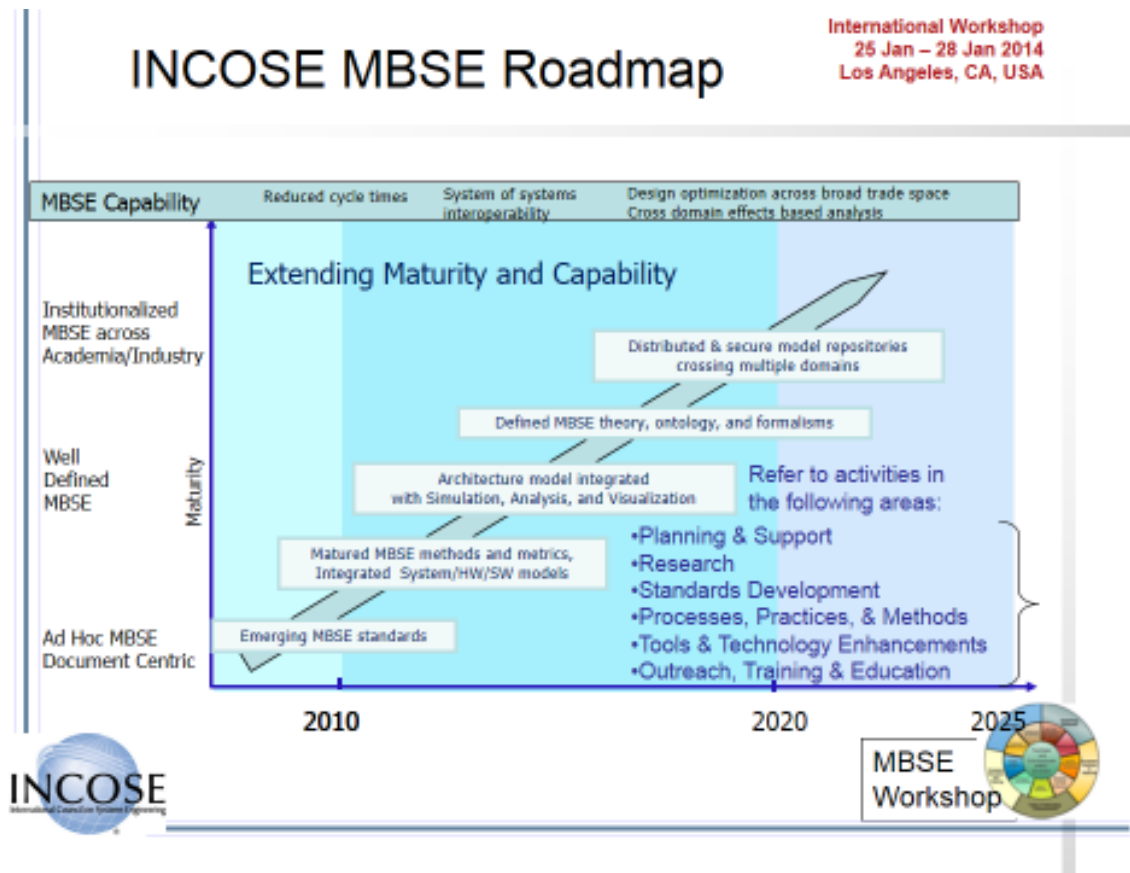 INCOSE MBSE Roadmap
International Workshop
25 Jan – 28 Jan 2014
Los Angeles, CA, USA
MBSE Capability
Reduced cycle times
System of systems
interoperability
Design optimization across broad trade space
Cross domain effects based analysis
Extending Maturity and Capability
Institutionalized
MBSE across
Academia/Industry
Distributed & secure model repositories
crossing multiple domains
Defined MBSE theory, ontology, and formalisms
Well
Defined
MBSE
Maturity
Architecture model integrated
with Simulation, Analysis, and Visualization
Refer to activities in
the following areas:
•Planning & Support
•Research
•Standards Development
•Processes, Practices, & Methods
•Tools & Technology Enhancements
•Outreach, Training & Education
Matured MBSE methods and metrics,
Integrated System/HW/SW models
Ad Hoc MBSE
Document Centric
Emerging MBSE standards
2010
2020
2025
INCOSE
MBSE
Workshop